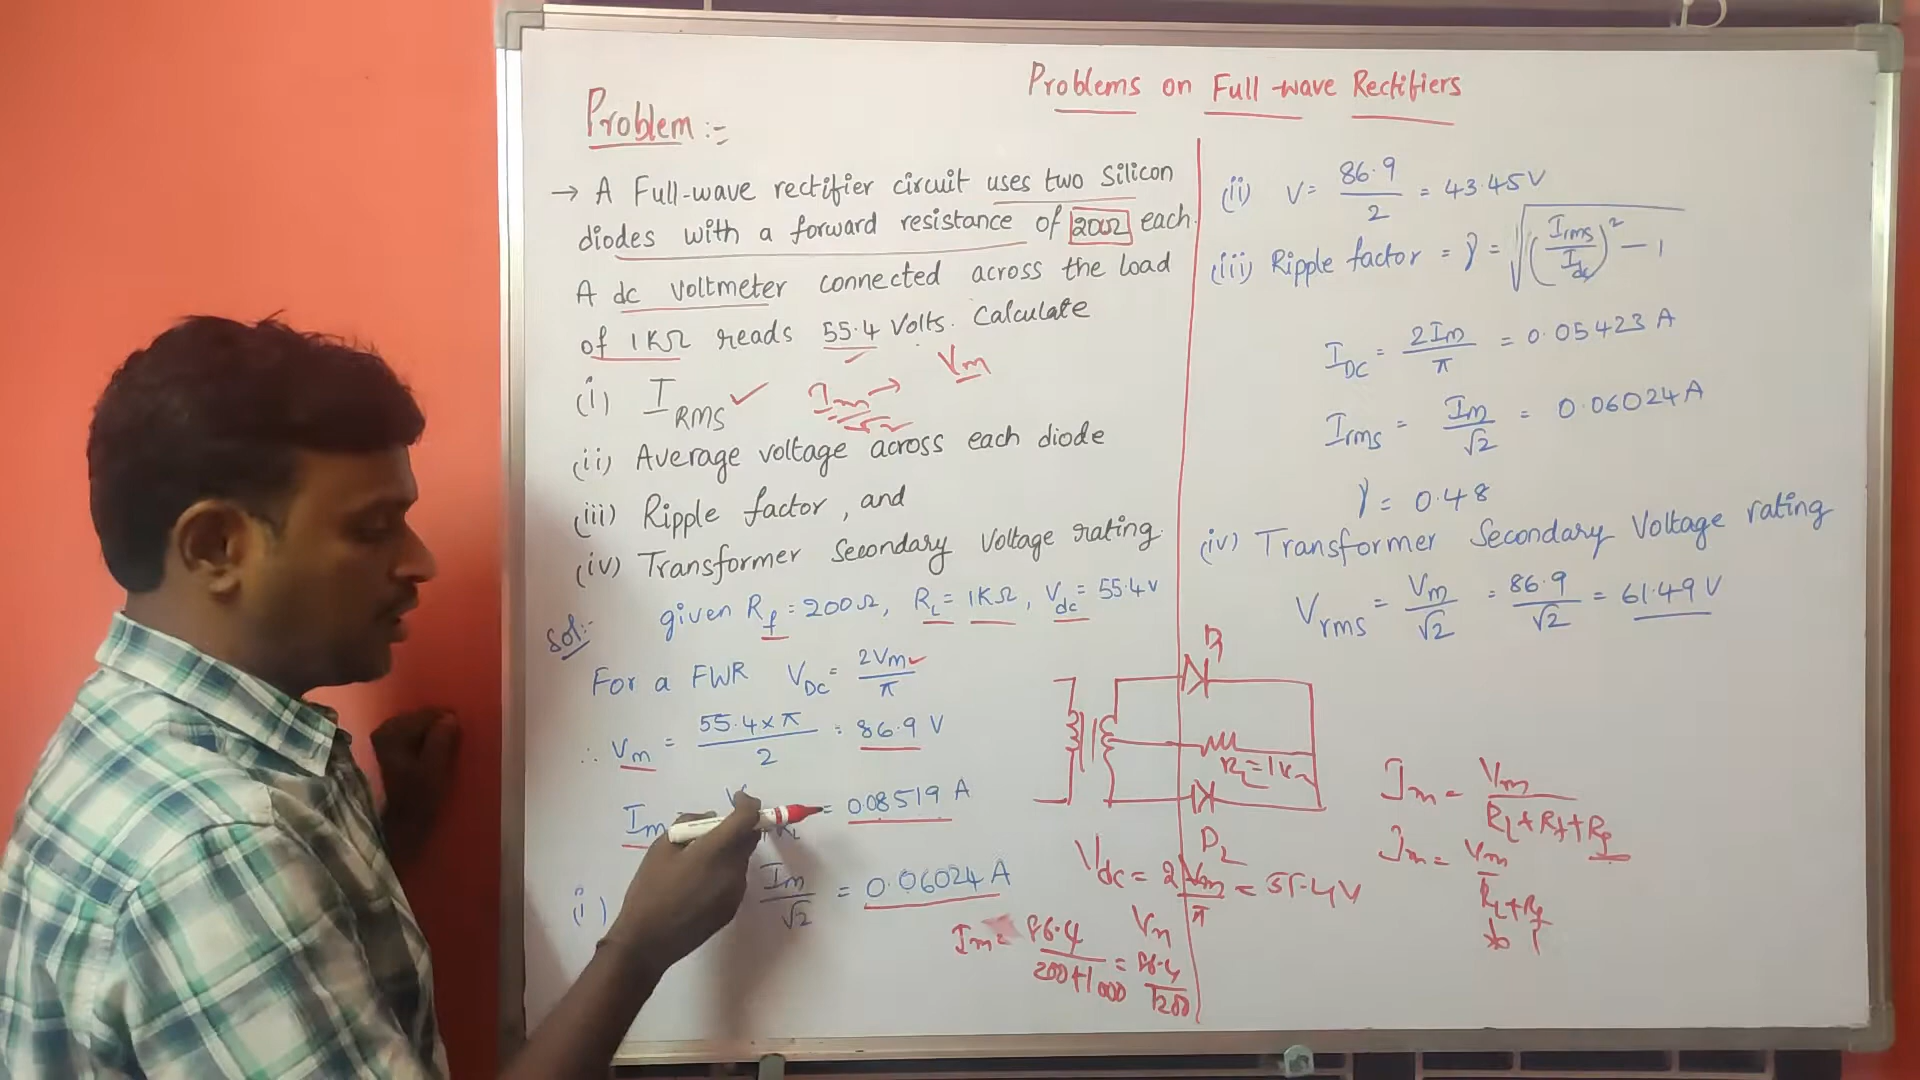 Problems on Full-wave Rectifiers
Problem :-
→ A Full-wave rectifier circuit uses two Silicon
diodes with a forward resistance of 200Ω each.
A dc voltmeter connected across the load
of 1KΩ reads 55.4 Volts. Calculate
Vm
(i) I RMS ✓ Im →
(ii) Average voltage across each diode
(iii) Ripple factor, and
(iv) Transformer Secondary Voltage rating.
Sol:- given Rf = 200Ω, RL = 1KΩ, Vdc = 55.4V
For a FWR VDC = 2Vm/π
∴ Vm = 55.4×π/2 = 86.9 V
Im = 0.08519 A
(i) Im/√2 = 0.06024 A
(ii) V = 86.9/2 = 43.45V
(iii) Ripple factor = γ = √((Irms/Idc)² - 1)
IDC = 2Im/π = 0.05423 A
Irms = Im/√2 = 0.06024 A
γ = 0.48
(iv) Transformer Secondary Voltage rating
Vrms = Vm/√2 = 86.9/√2 = 61.49 V
RL=1K
D2
Vdc = 2Vm/π = 55.4V
Vm
Im = 86.4/200+1000 = 86.4/1200
Im = Vm/RL+Rf+Rs
Im = Vm/RL+Rf